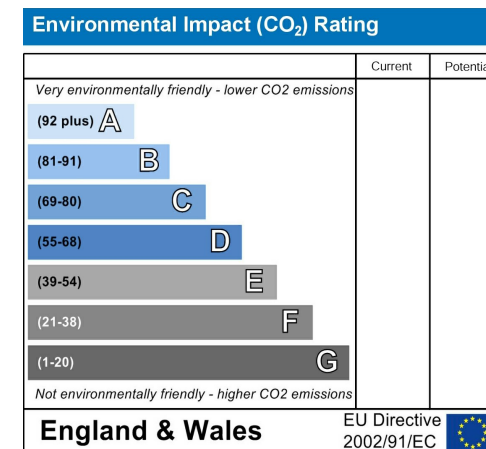 Environmental Impact (CO₂) Rating
Current Potentia
Very environmentally friendly - lower CO2 emissions
(92 plus) A
(81-91) B
(69-80) C
(55-68) D
(39-54) E
(21-38) F
(1-20) G
Not environmentally friendly - higher CO2 emissions
England & Wales
EU Directive
2002/91/EC